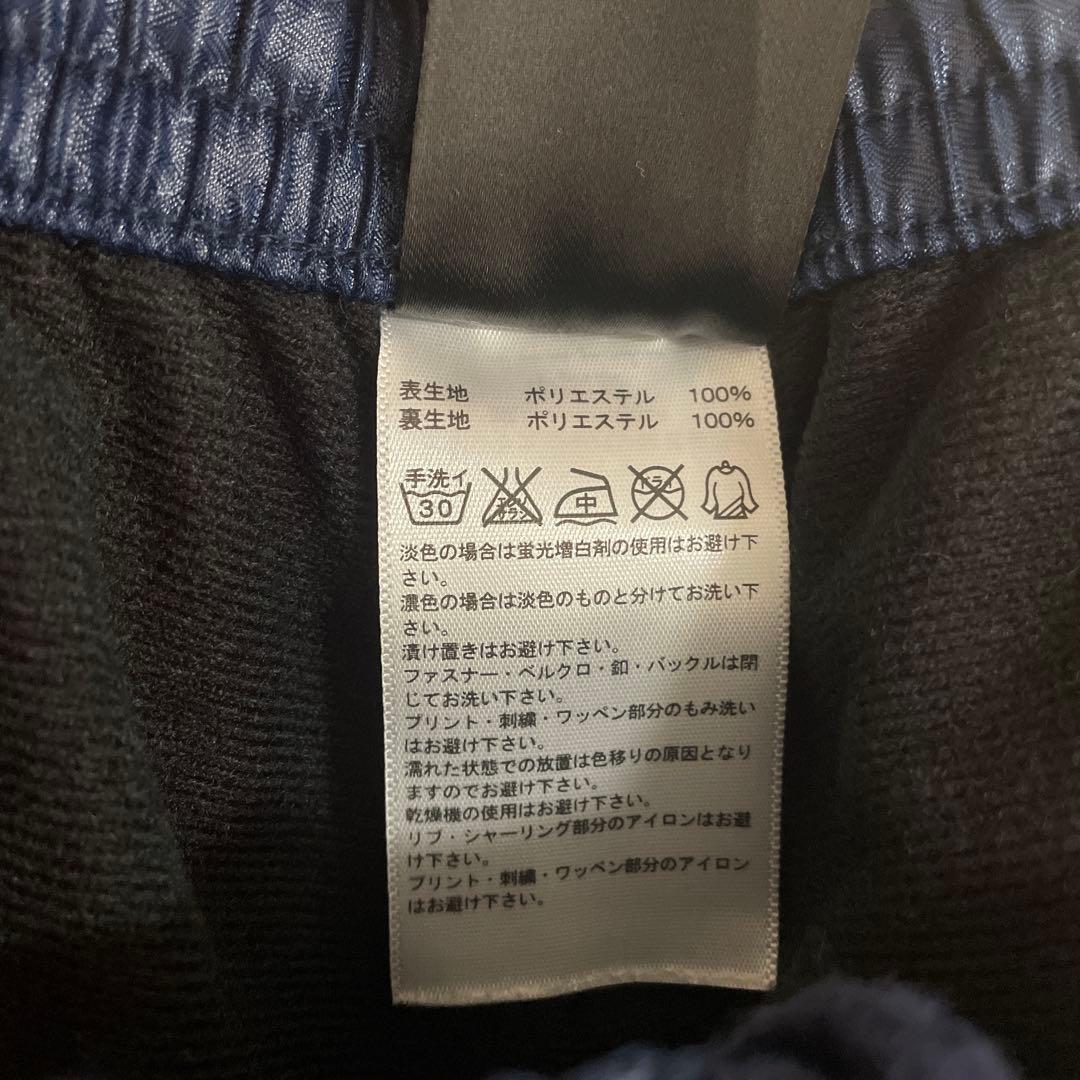 表生地 ポリエステル 100%
裏生地 ポリエステル 100%
手洗イ
30 エンソサラシ 中 ドライ
淡色の場合は蛍光増白剤の使用はお避け下
さい。
濃色の場合は淡色のものと分けてお洗い下
さい。
漬け置きはお避け下さい。
ファスナー・ベルクロ・釦・バックルは閉
じてお洗い下さい。
プリント・刺繍・ワッペン部分のもみ洗い
はお避け下さい。
濡れた状態での放置は色移りの原因となり
ますのでお避け下さい。
乾燥機の使用はお避け下さい。
リブ・シャーリング部分のアイロンはお避
け下さい。
プリント・刺繍・ワッペン部分のアイロン
はお避け下さい。